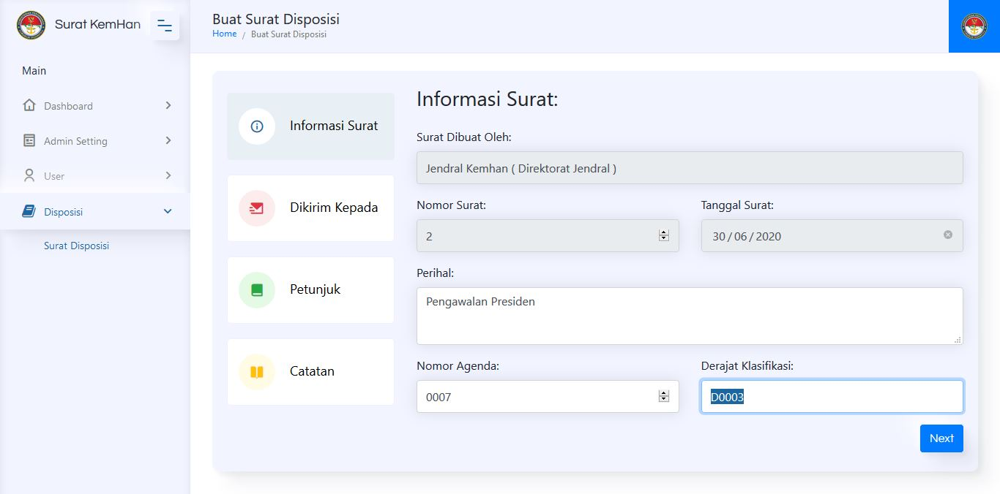 Surat KemHan
Main
Dashboard
Admin Setting
User
Disposisi
Surat Disposisi
Buat Surat Disposisi
Home / Buat Surat Disposisi
Informasi Surat
Dikirim Kepada
Petunjuk
Catatan
Informasi Surat:
Surat Dibuat Oleh:
Jendral Kemhan ( Direktorat Jendral )
Nomor Surat:
2
Tanggal Surat:
30 / 06 / 2020
Perihal:
Pengawalan Presiden
Nomor Agenda:
0007
Derajat Klasifikasi:
D0003
Next